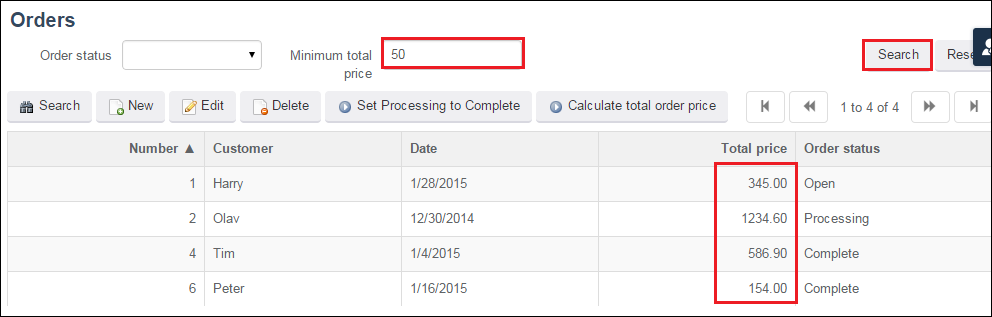 Orders
Order status Minimum total price 50 Search Rese
Search New Edit Delete Set Processing to Complete Calculate total order price 1 to 4 of 4
Number ▲ Customer Date Total price Order status
1 Harry 1/28/2015 345.00 Open
2 Olav 12/30/2014 1234.60 Processing
4 Tim 1/4/2015 586.90 Complete
6 Peter 1/16/2015 154.00 Complete